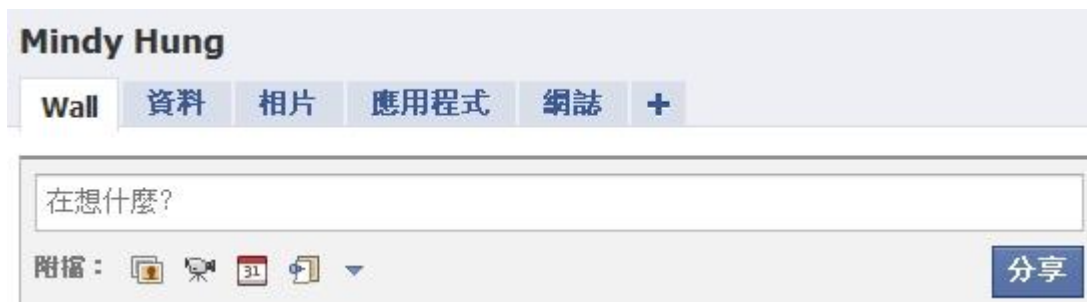 Mindy Hung
Wall 資料 相片 應用程式 網誌 +
在想什麼?
附檔： 31
分享